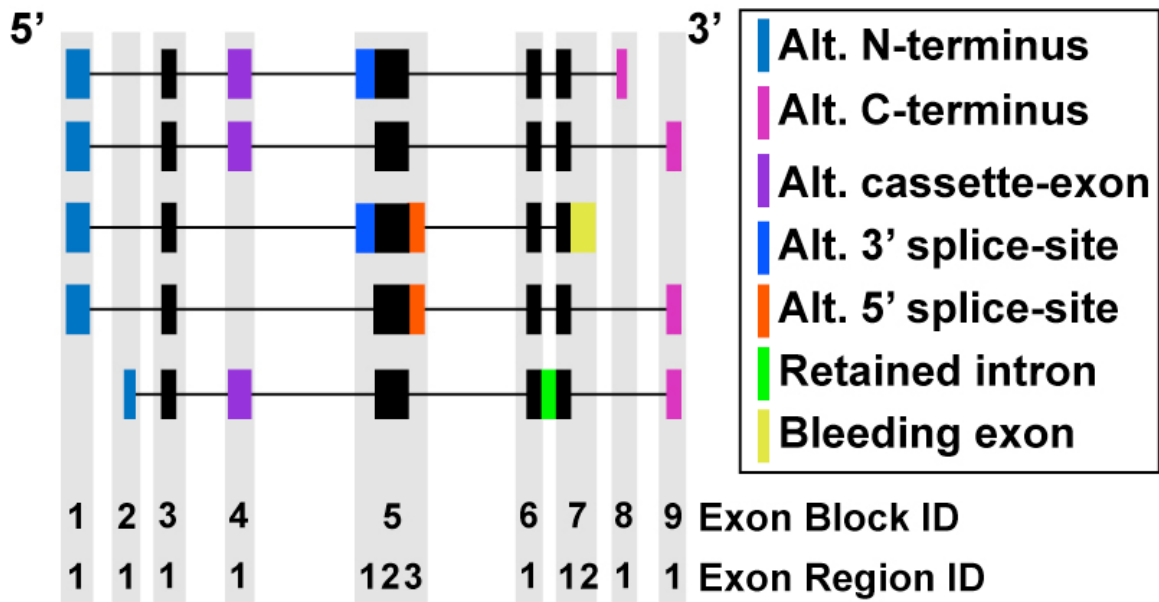 5’ 3’
Alt. N-terminus
Alt. C-terminus
Alt. cassette-exon
Alt. 3’ splice-site
Alt. 5’ splice-site
Retained intron
Bleeding exon
1 2 3 4 5 6 7 8 9 Exon Block ID
1 1 1 1 123 1 12 1 1 Exon Region ID